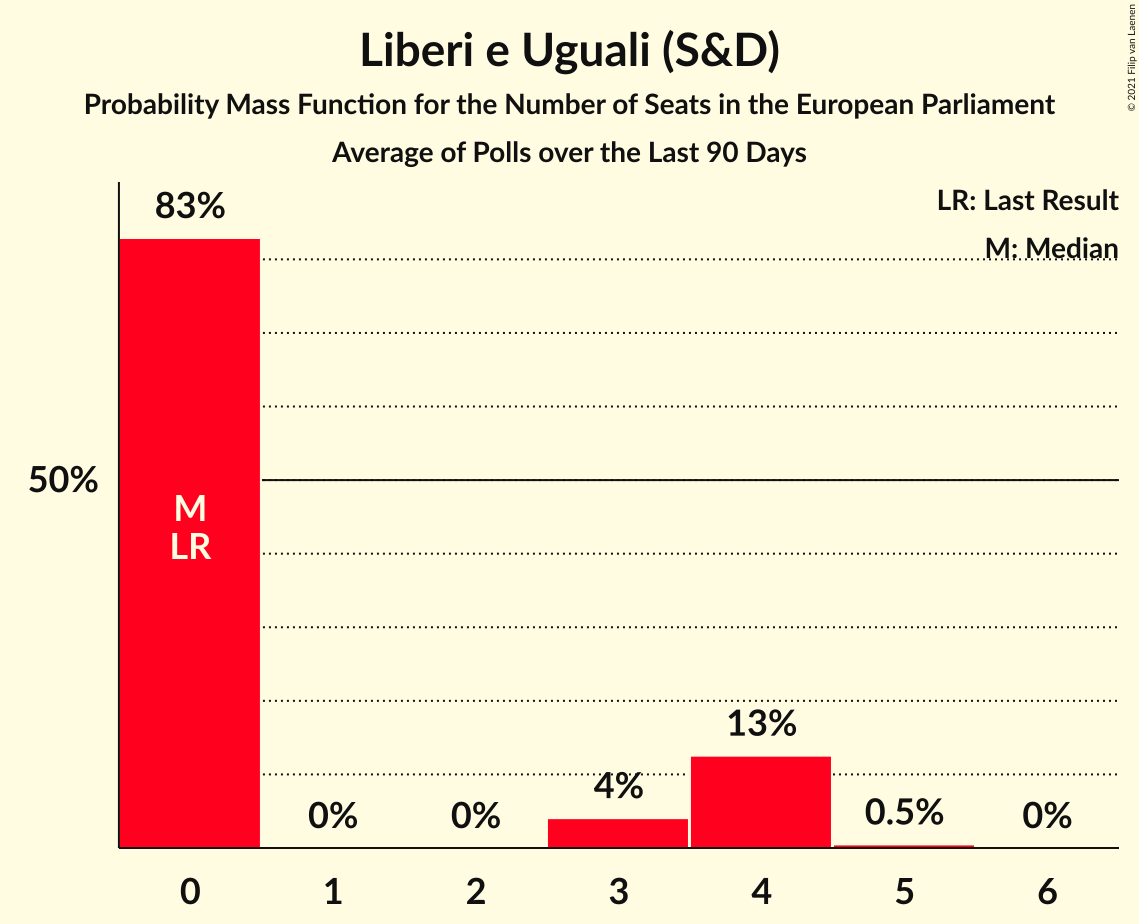 Liberi e Uguali (S&D)
Probability Mass Function for the Number of Seats in the European Parliament
Average of Polls over the Last 90 Days
© 2021 Filip van Laenen
LR: Last Result
M: Median
83%
50%
M
LR
0%
0%
4%
13%
0.5%
0%
0
1
2
3
4
5
6